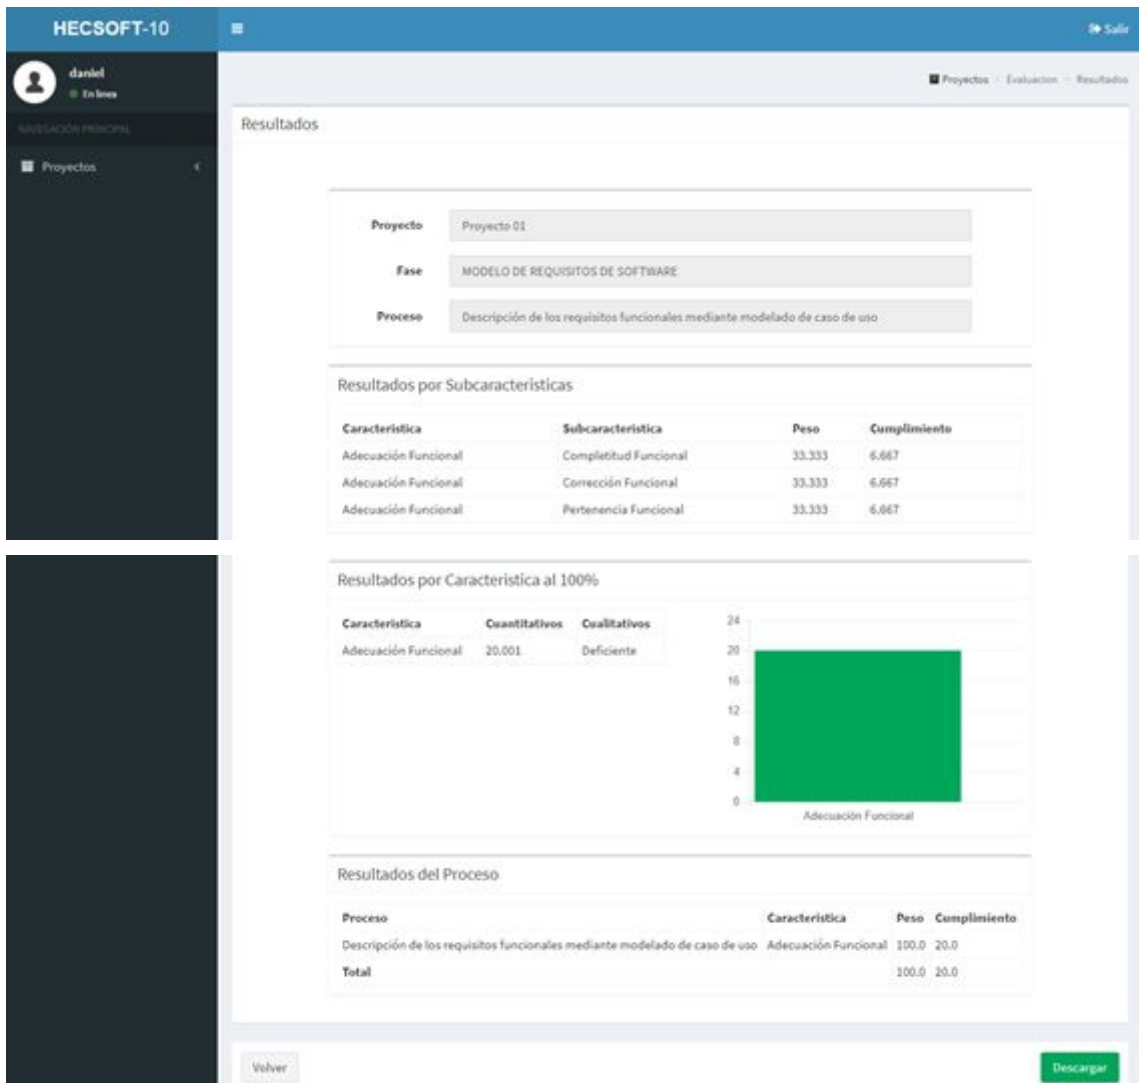 HECSOFT-10
Salir
daniel
En línea
Proyectos Evaluacion Resultados
NAVEGACIÓN PRINCIPAL
Proyectos
Resultados
Proyecto Proyecto 01
Fase MODELO DE REQUISITOS DE SOFTWARE
Proceso Descripción de los requisitos funcionales mediante modelado de caso de uso
Resultados por Subcaracteristicas
Caracteristica Subcaracteristica Peso Cumplimiento
Adecuación Funcional Completitud Funcional 33.333 6.667
Adecuación Funcional Corrección Funcional 33.333 6.667
Adecuación Funcional Pertenencia Funcional 33.333 6.667
Resultados por Caracteristica al 100%
Caracteristica Cuantitativos Cualitativos
Adecuación Funcional 20.001 Deficiente
24
20
16
12
8
4
0
Adecuación Funcional
Resultados del Proceso
Proceso Caracteristica Peso Cumplimiento
Descripción de los requisitos funcionales mediante modelado de caso de uso Adecuación Funcional 100.0 20.0
Total 100.0 20.0
Volver
Descargar